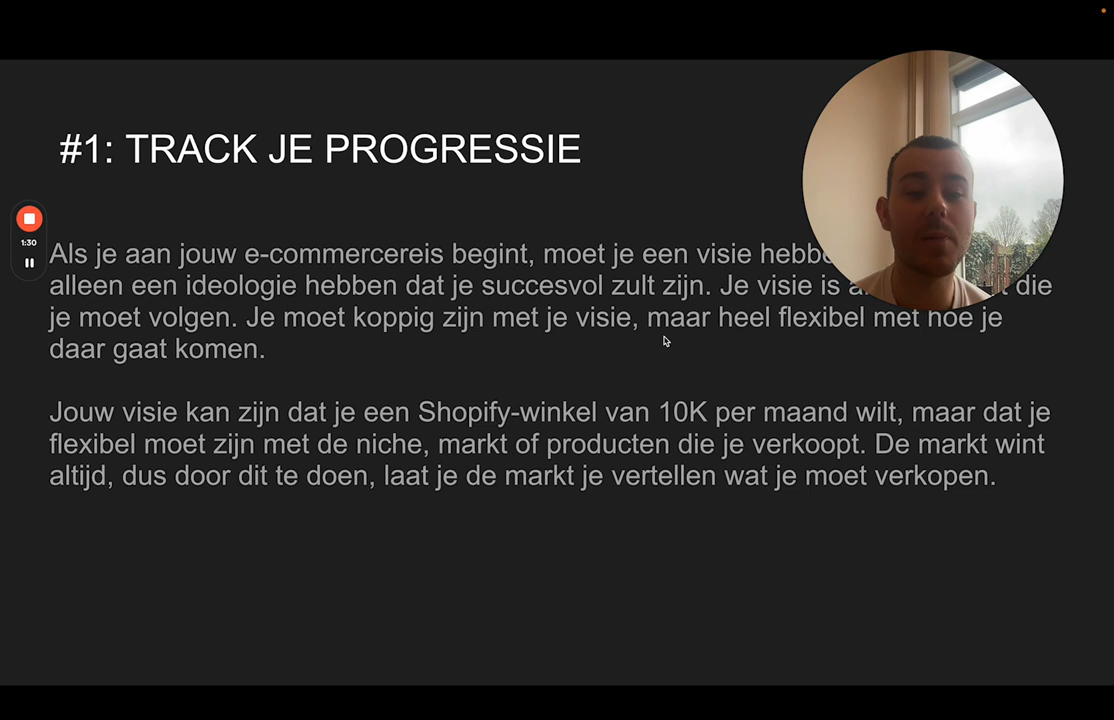 #1: TRACK JE PROGRESSIE
1:30
Als je aan jouw e-commercereis begint, moet je een visie
alleen een ideologie hebben dat je succesvol zult zijn. Je visie is die
je moet volgen. Je moet koppig zijn met je visie, maar heel flexibel met hoe je
daar gaat komen.
Jouw visie kan zijn dat je een Shopify-winkel van 10K per maand wilt, maar dat je
flexibel moet zijn met de niche, markt of producten die je verkoopt. De markt wint
altijd, dus door dit te doen, laat je de markt je vertellen wat je moet verkopen.